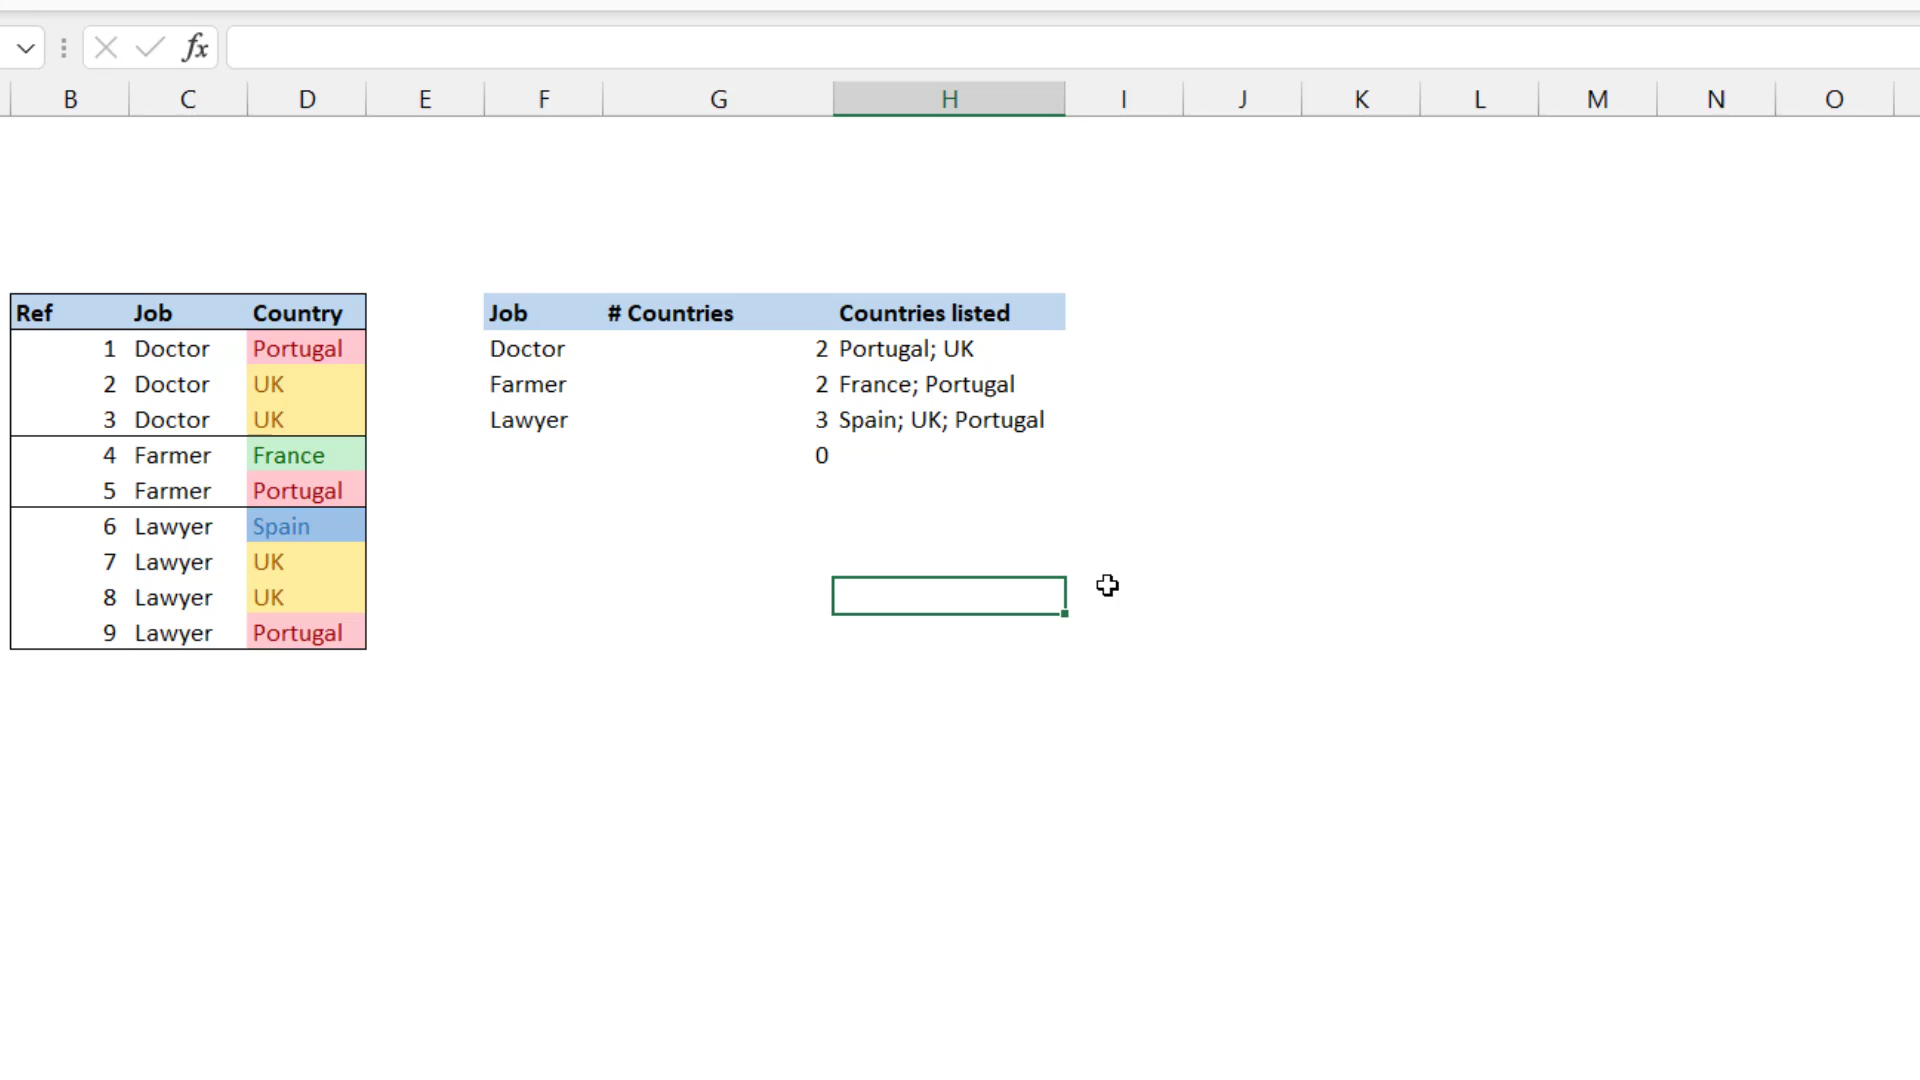 fx
B C D E F G H I J K L M N O
Ref Job Country Job # Countries Countries listed
1 Doctor Portugal Doctor 2 Portugal; UK
2 Doctor UK Farmer 2 France; Portugal
3 Doctor UK Lawyer 3 Spain; UK; Portugal
4 Farmer France 0
5 Farmer Portugal
6 Lawyer Spain
7 Lawyer UK
8 Lawyer UK
9 Lawyer Portugal